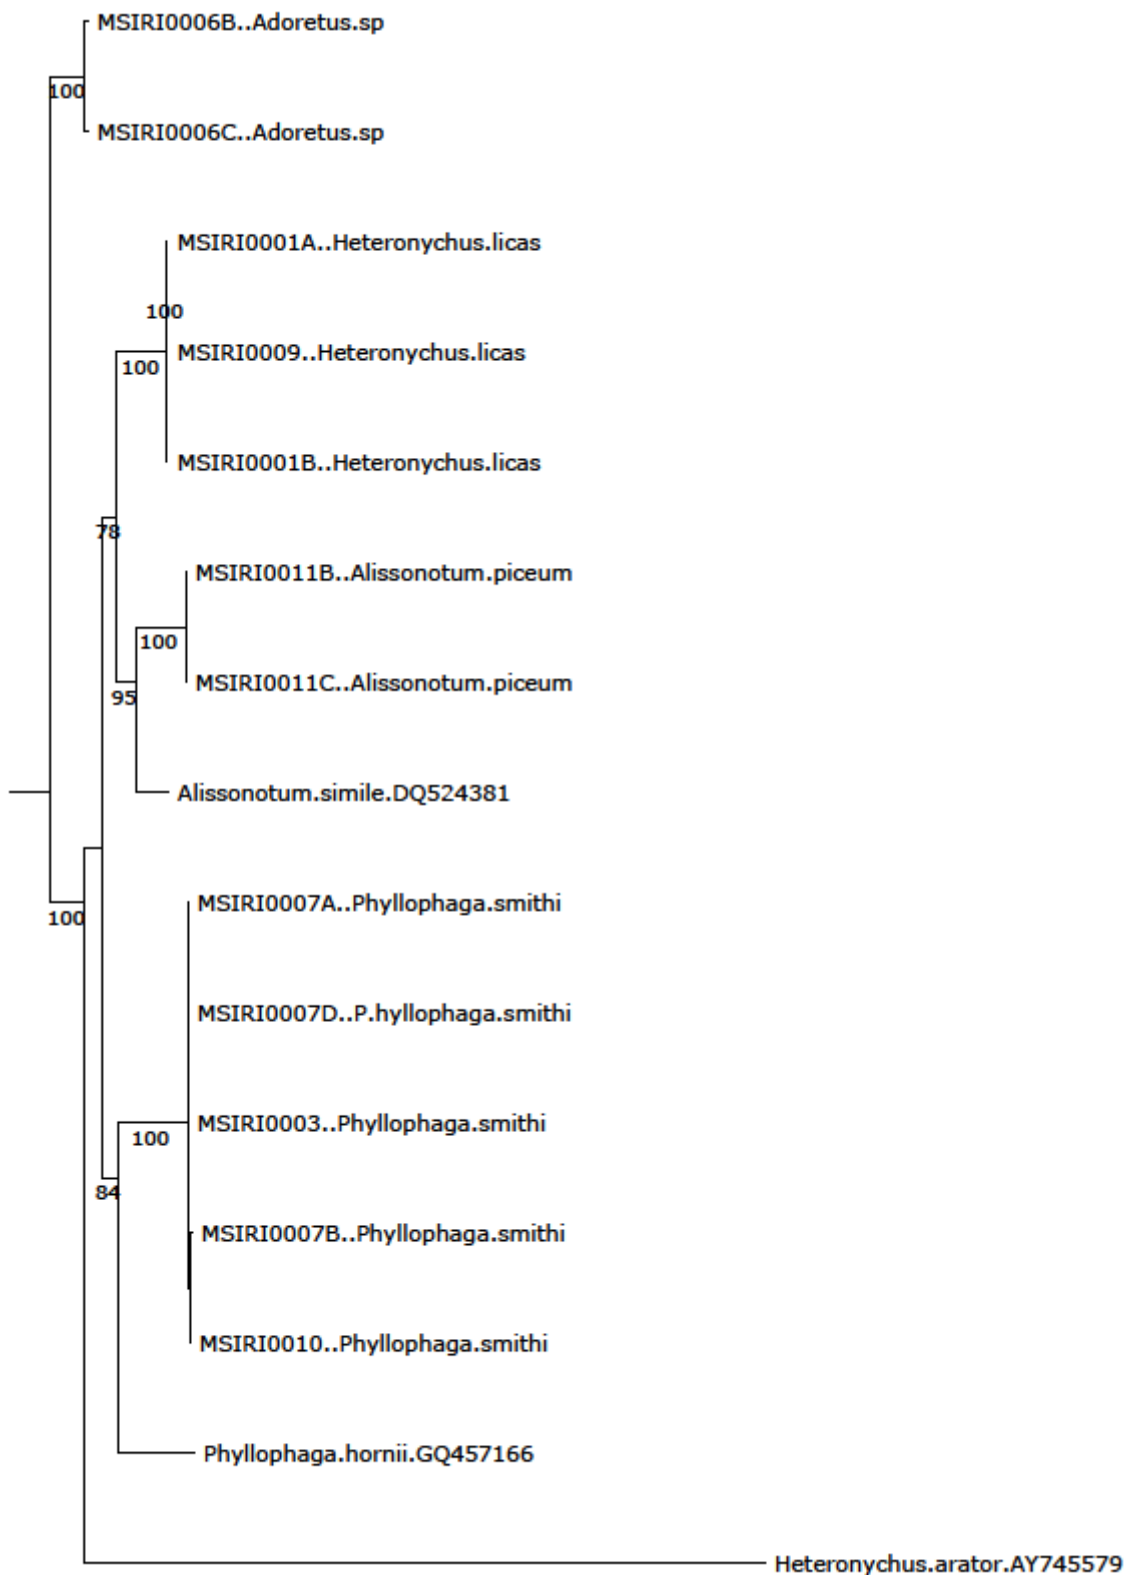 MSIRI0006B..Adoretus.sp
100
MSIRI0006C..Adoretus.sp
MSIRI0001A..Heteronychus.licas
100
MSIRI0009..Heteronychus.licas
100
MSIRI0001B..Heteronychus.licas
78
MSIRI0011B..Alissonotum.piceum
100
MSIRI0011C..Alissonotum.piceum
95
Alissonotum.simile.DQ524381
MSIRI0007A..Phyllophaga.smithi
100
MSIRI0007D..P.hyllophaga.smithi
MSIRI0003..Phyllophaga.smithi
100
84
MSIRI0007B..Phyllophaga.smithi
MSIRI0010..Phyllophaga.smithi
Phyllophaga.hornii.GQ457166
Heteronychus.arator.AY745579